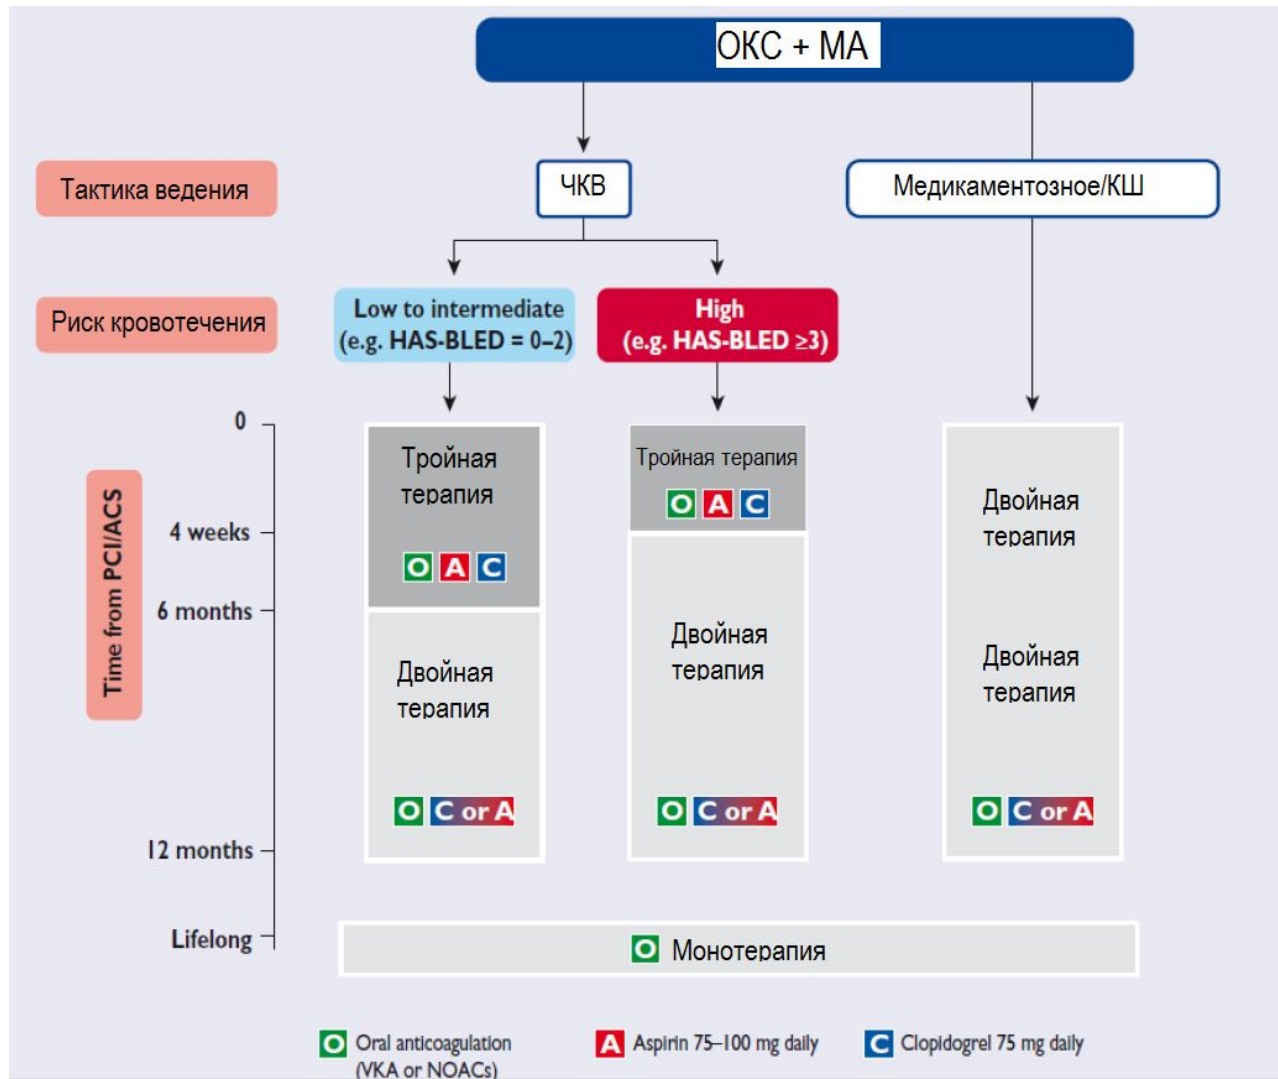 ОКС + МА
Тактика ведения
ЧКВ
Медикаментозное/КШ
Риск кровотечения
Low to intermediate
(e.g. HAS-BLED = 0–2)
High
(e.g. HAS-BLED ≥3)
Time from PCI/ACS
0
4 weeks
6 months
12 months
Lifelong
Тройная
терапия
O A C
Двойная
терапия
O C or A
Тройная терапия
O A C
Двойная
терапия
O C or A
Двойная
терапия
Двойная
терапия
O C or A
O Монотерапия
O Oral anticoagulation
(VKA or NOACs)
A Aspirin 75–100 mg daily
C Clopidogrel 75 mg daily